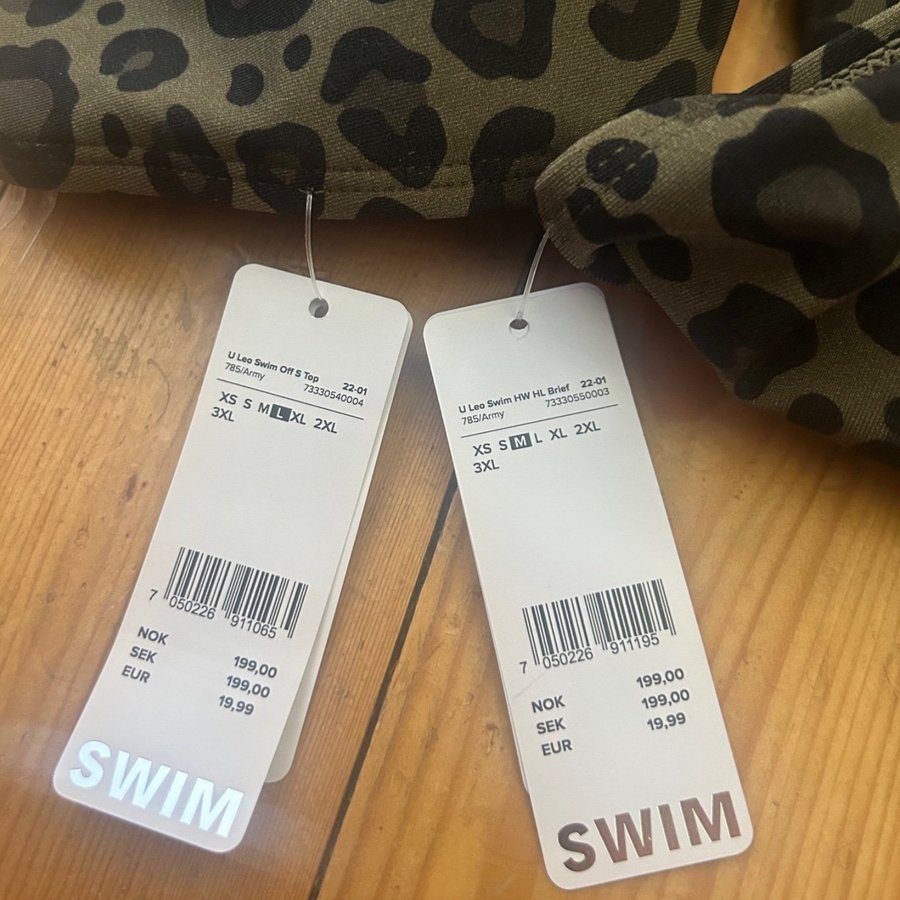 U Leo Swim Off S Top 22-01
785/Army 73330540004
XS S M L XL 2XL
3XL
7 050226 911065
NOK 199,00
SEK 199,00
EUR 19,99
SWIM
U Leo Swim HW HL Brief 22-01
785/Army 73330550003
XS S M L XL 2XL
3XL
7 050226 911195
NOK 199,00
SEK 199,00
EUR 19,99
SWIM